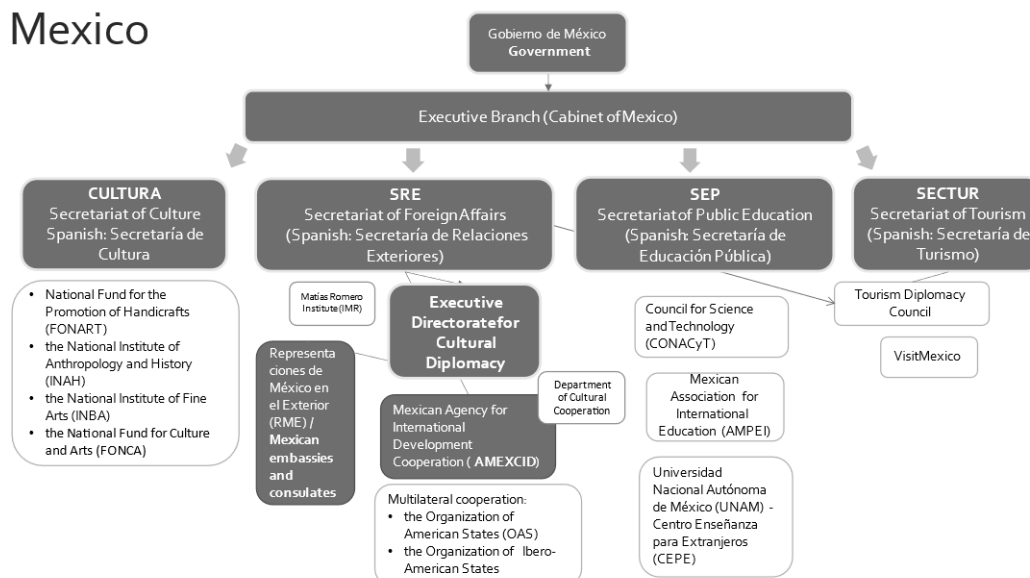 Mexico
Gobierno de México
Government
Executive Branch (Cabinet of Mexico)
CULTURA
Secretariat of Culture
Spanish: Secretaría de
Cultura
SRE
Secretariat of Foreign Affairs
(Spanish: Secretaría de Relaciones
Exteriores)
SEP
Secretariat of Public Education
(Spanish: Secretaría de
Educación Pública)
SECTUR
Secretariat of Tourism
(Spanish: Secretaría de
Turismo)
• National Fund for the
Promotion of Handicrafts
(FONART)
• the National Institute of
Anthropology and History
(INAH)
• the National Institute of Fine
Arts (INBA)
• the National Fund for Culture
and Arts (FONCA)
Matías Romero
Institute (IMR)
Executive
Directorate for
Cultural
Diplomacy
Representa
ciones de
México en
el Exterior
(RME) /
Mexican
embassies
and
consulates
Mexican Agency for
International
Development
Cooperation ( AMEXCID)
Department
of Cultural
Cooperation
Multilateral cooperation:
• the Organization of
American States (OAS)
• the Organization of Ibero-
American States
Council for Science
and Technology
(CONACyT)
Mexican
Association for
International
Education (AMPEI)
Universidad
Nacional Autónoma
de México (UNAM) -
Centro Enseñanza
para Extranjeros
(CEPE)
Tourism Diplomacy
Council
VisitMexico